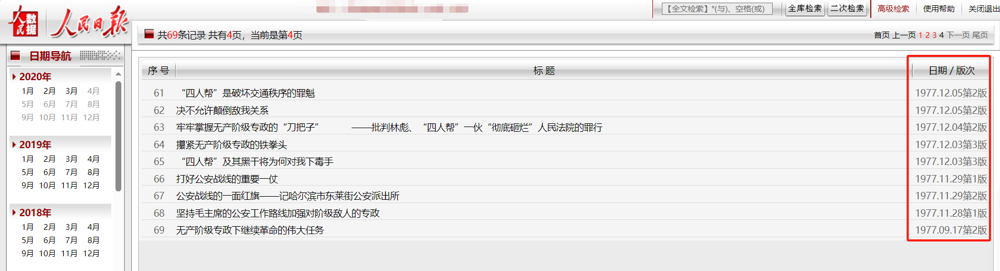 人民数据 人民日报
【全文检索】*(与)、空格(或) 全库检索 二次检索 高级检索 使用帮助 关闭退出
共69条记录 共有4页，当前是第4页
首页 上一页 1 2 3 4 下一页 尾页
日期导航
2020年
1月 2月 3月 4月
5月 6月 7月 8月
9月 10月 11月 12月
2019年
1月 2月 3月 4月
5月 6月 7月 8月
9月 10月 11月 12月
2018年
1月 2月 3月 4月
5月 6月 7月 8月
9月 10月 11月 12月
序 号 标 题 日期 / 版次
61 “四人帮”是破坏交通秩序的罪魁 1977.12.05第2版
62 决不允许颠倒敌我关系 1977.12.05第2版
63 牢牢掌握无产阶级专政的“刀把子” ——批判林彪、“四人帮”一伙“彻底砸烂”人民法院的罪行 1977.12.04第2版
64 攥紧无产阶级专政的铁拳头 1977.12.03第3版
65 “四人帮”及其黑干将为何对我下毒手 1977.12.03第3版
66 打好公安战线的重要一仗 1977.11.29第1版
67 公安战线的一面红旗——记哈尔滨市东莱街公安派出所 1977.11.29第2版
68 坚持毛主席的公安工作路线加强对阶级敌人的专政 1977.11.28第1版
69 无产阶级专政下继续革命的伟大任务 1977.09.17第2版